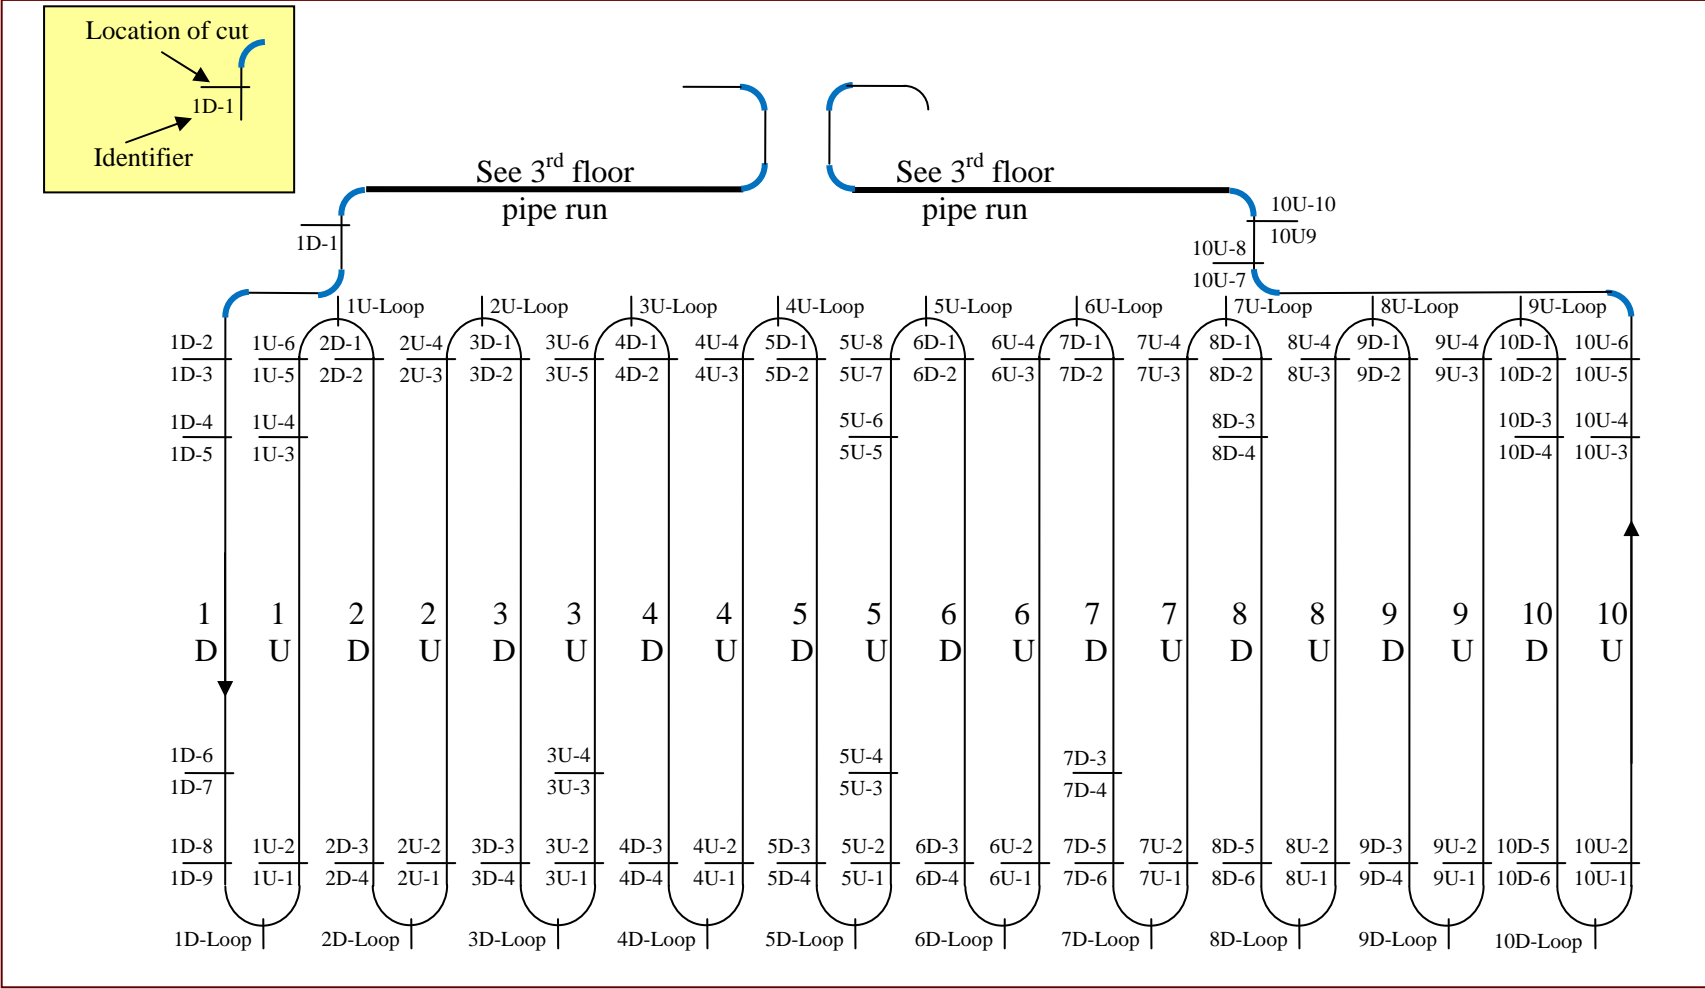 Location of cut
1D-1
Identifier
See 3rd floor
pipe run
See 3rd floor
pipe run
1D-1
10U-10
10U9
10U-8
10U-7
1U-Loop 2U-Loop 3U-Loop 4U-Loop 5U-Loop 6U-Loop 7U-Loop 8U-Loop 9U-Loop
1D-2 1U-6 2D-1 2U-4 3D-1 3U-6 4D-1 4U-4 5D-1 5U-8 6D-1 6U-4 7D-1 7U-4 8D-1 8U-4 9D-1 9U-4 10D-1 10U-6
1D-3 1U-5 2D-2 2U-3 3D-2 3U-5 4D-2 4U-3 5D-2 5U-7 6D-2 6U-3 7D-2 7U-3 8D-2 8U-3 9D-2 9U-3 10D-2 10U-5
1D-4 1U-4 5U-6 8D-3 10D-3 10U-4
1D-5 1U-3 5U-5 8D-4 10D-4 10U-3
1 1 2 2 3 3 4 4 5 5 6 6 7 7 8 8 9 9 10 10
D U D U D U D U D U D U D U D U D U D U
1D-6 3U-4 5U-4 7D-3
1D-7 3U-3 5U-3 7D-4
1D-8 1U-2 2D-3 2U-2 3D-3 3U-2 4D-3 4U-2 5D-3 5U-2 6D-3 6U-2 7D-5 7U-2 8D-5 8U-2 9D-3 9U-2 10D-5 10U-2
1D-9 1U-1 2D-4 2U-1 3D-4 3U-1 4D-4 4U-1 5D-4 5U-1 6D-4 6U-1 7D-6 7U-1 8D-6 8U-1 9D-4 9U-1 10D-6 10U-1
1D-Loop 2D-Loop 3D-Loop 4D-Loop 5D-Loop 6D-Loop 7D-Loop 8D-Loop 9D-Loop 10D-Loop